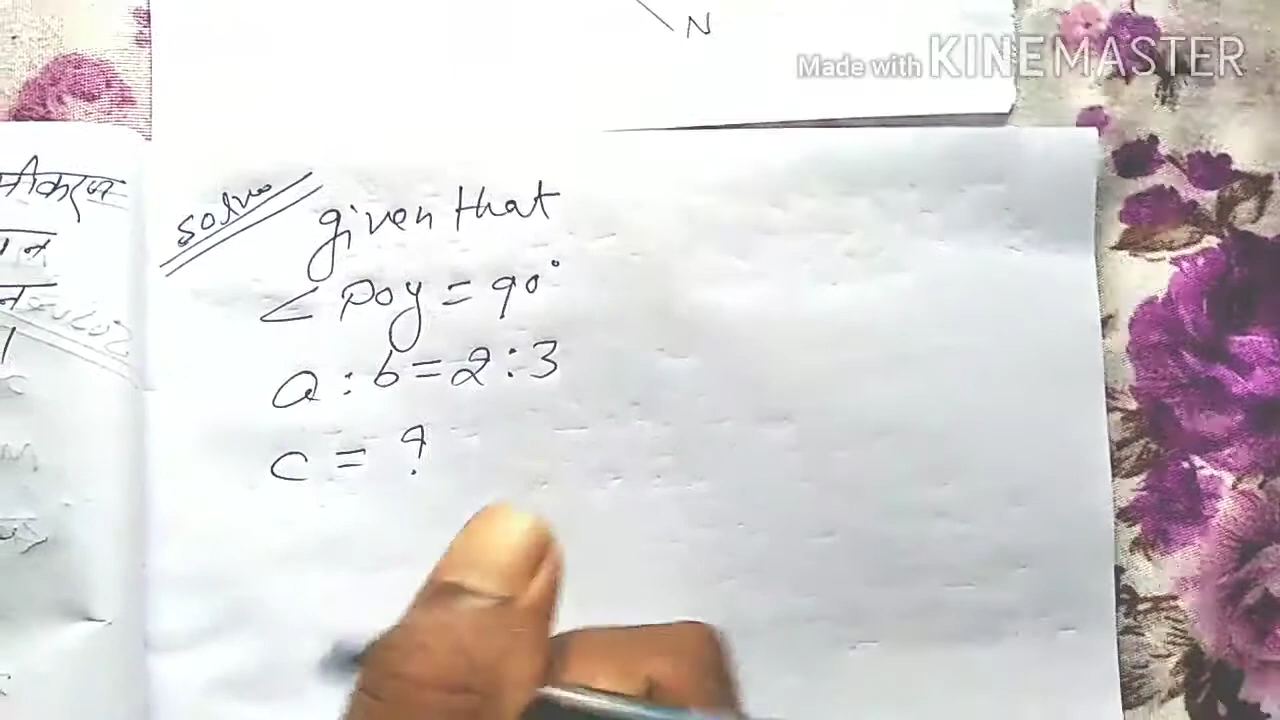 N
Made with KINEMASTER
solve
given that
∠ POY = 90°
a : b = 2 : 3
c = ?